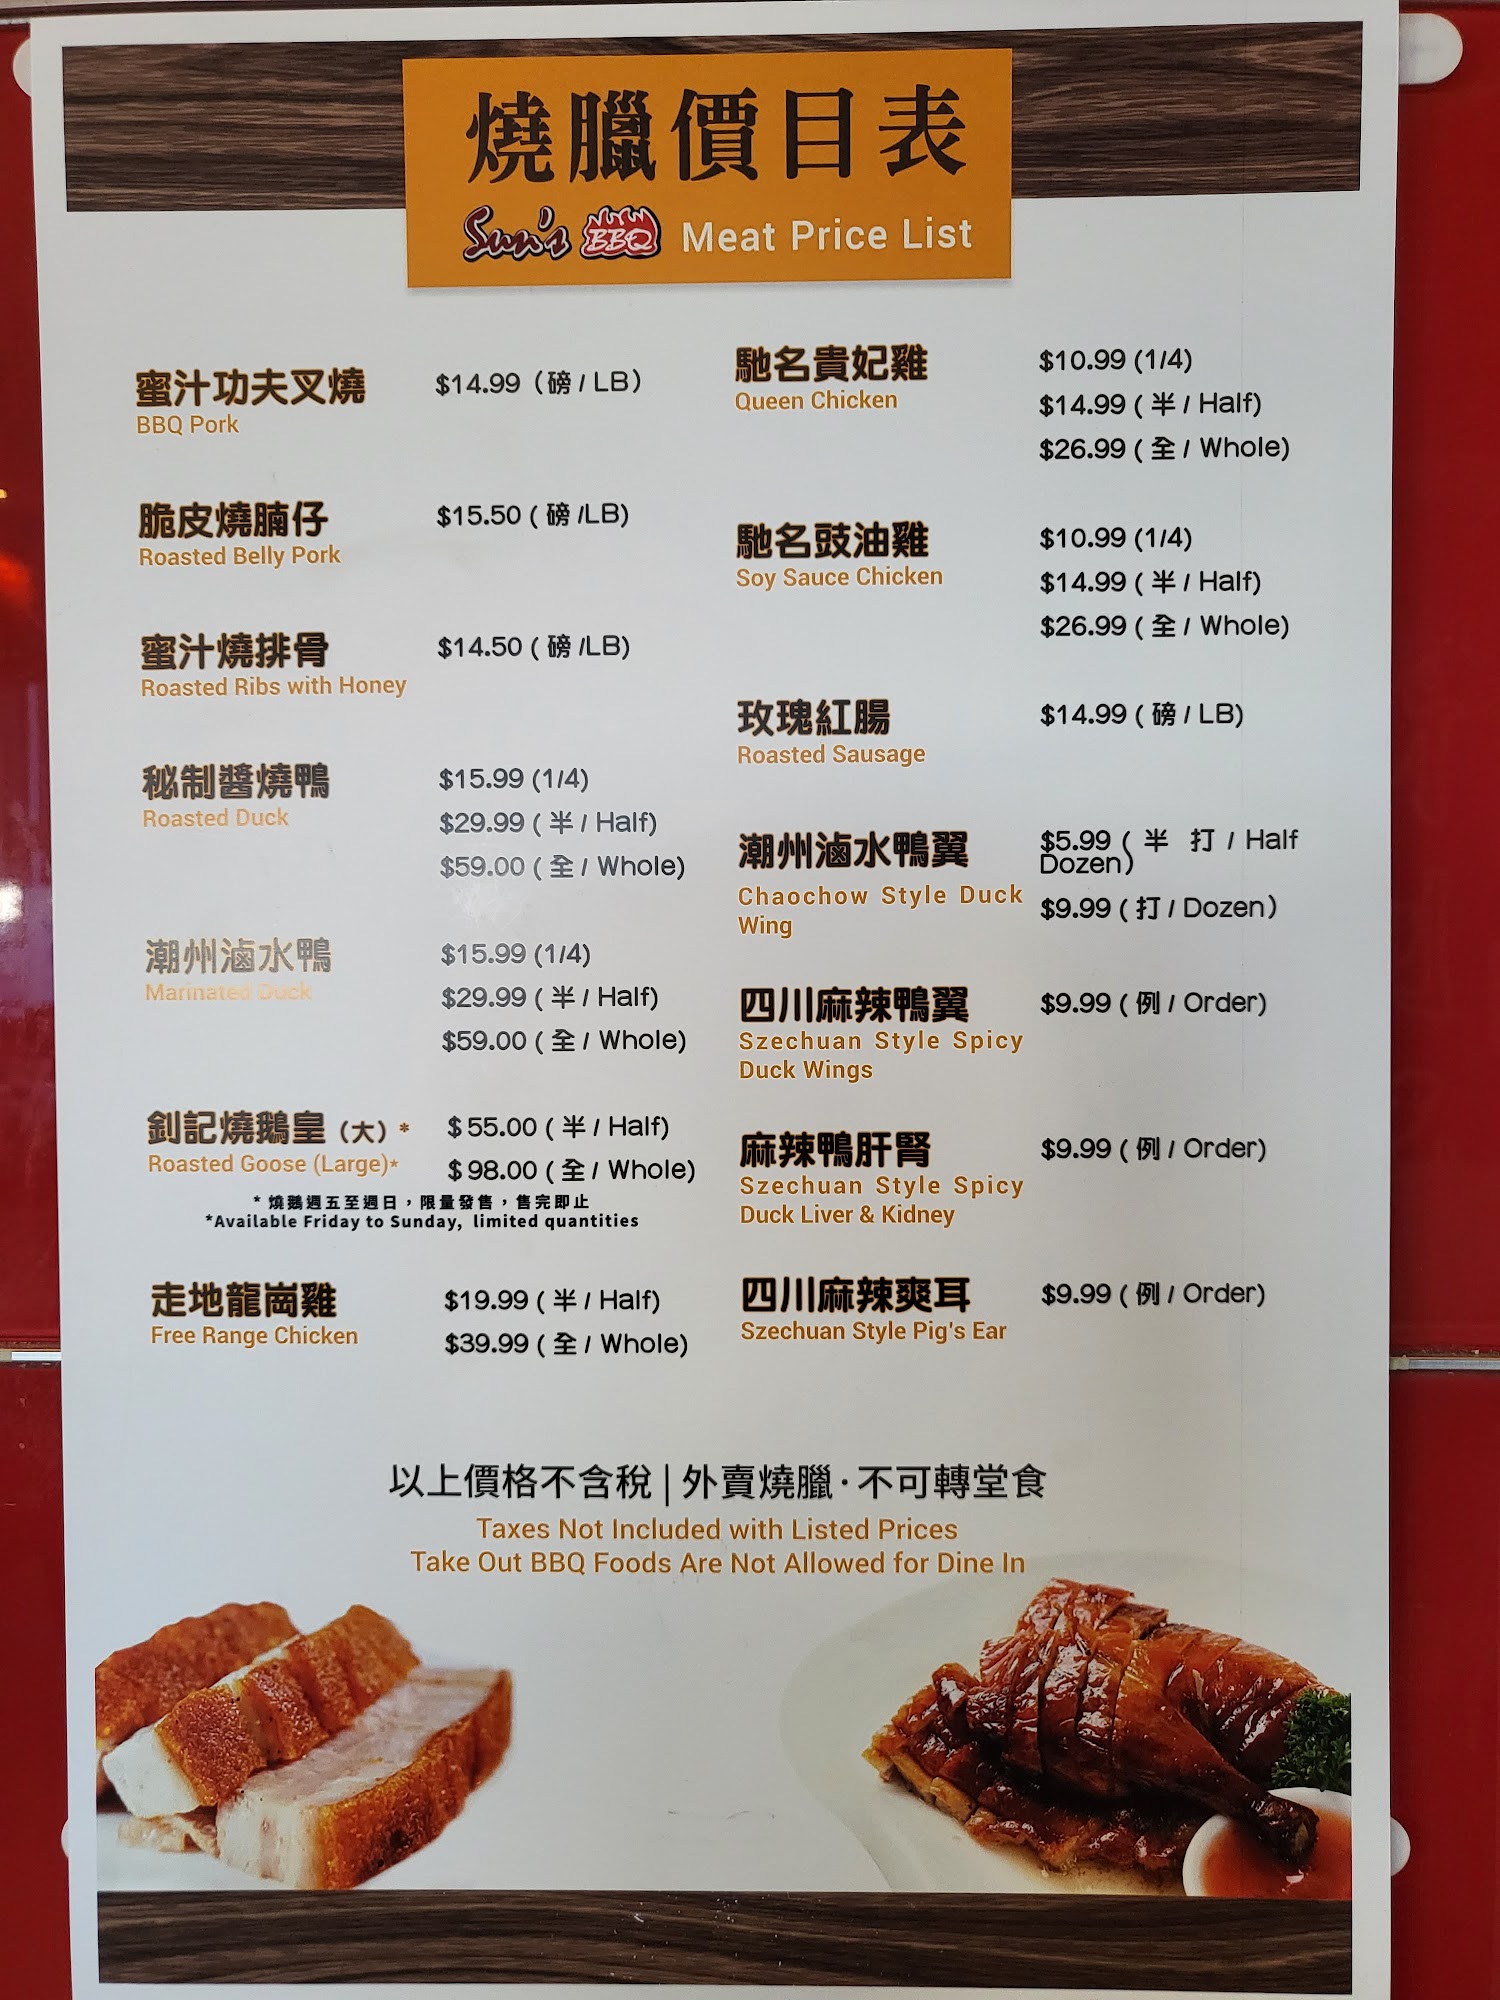 燒臘價目表
Sun's BBQ Meat Price List
蜜汁功夫叉燒 $14.99 (磅 / LB)
BBQ Pork
脆皮燒腩仔 $15.50 ( 磅 /LB)
Roasted Belly Pork
蜜汁燒排骨 $14.50 ( 磅 /LB)
Roasted Ribs with Honey
秘制醬燒鴨 $15.99 (1/4)
Roasted Duck
$29.99 ( 半 / Half)
$59.00 ( 全 / Whole)
潮州滷水鴨 $15.99 (1/4)
Marinated Duck
$29.99 ( 半 / Half)
$59.00 ( 全 / Whole)
釗記燒鵝皇 (大) * $ 55.00 ( 半 / Half)
Roasted Goose (Large)*
$ 98.00 ( 全 / Whole)
* 燒鵝週五至週日，限量發售，售完即止
*Available Friday to Sunday, limited quantities
走地龍崗雞 $19.99 ( 半 / Half)
Free Range Chicken
$39.99 ( 全 / Whole)
馳名貴妃雞 $10.99 (1/4)
Queen Chicken
$14.99 ( 半 / Half)
$26.99 ( 全 / Whole)
馳名豉油雞 $10.99 (1/4)
Soy Sauce Chicken
$14.99 ( 半 / Half)
$26.99 ( 全 / Whole)
玫瑰紅腸 $14.99 ( 磅 / LB)
Roasted Sausage
潮州滷水鴨翼 $5.99 ( 半 打 / Half
Dozen)
Chaochow Style Duck
Wing
$9.99 ( 打 / Dozen)
四川麻辣鴨翼 $9.99 ( 例 / Order)
Szechuan Style Spicy
Duck Wings
麻辣鴨肝腎 $9.99 ( 例 / Order)
Szechuan Style Spicy
Duck Liver & Kidney
四川麻辣爽耳 $9.99 ( 例 / Order)
Szechuan Style Pig's Ear
以上價格不含稅 | 外賣燒臘 · 不可轉堂食
Taxes Not Included with Listed Prices
Take Out BBQ Foods Are Not Allowed for Dine In